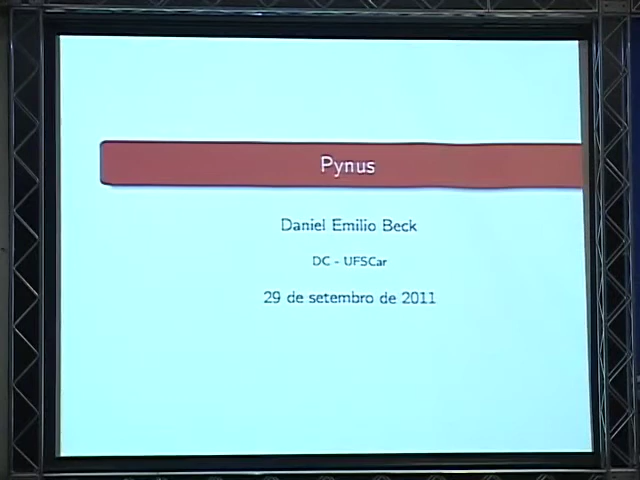 Pynus
Daniel Emilio Beck
DC - UFSCar
29 de setembro de 2011